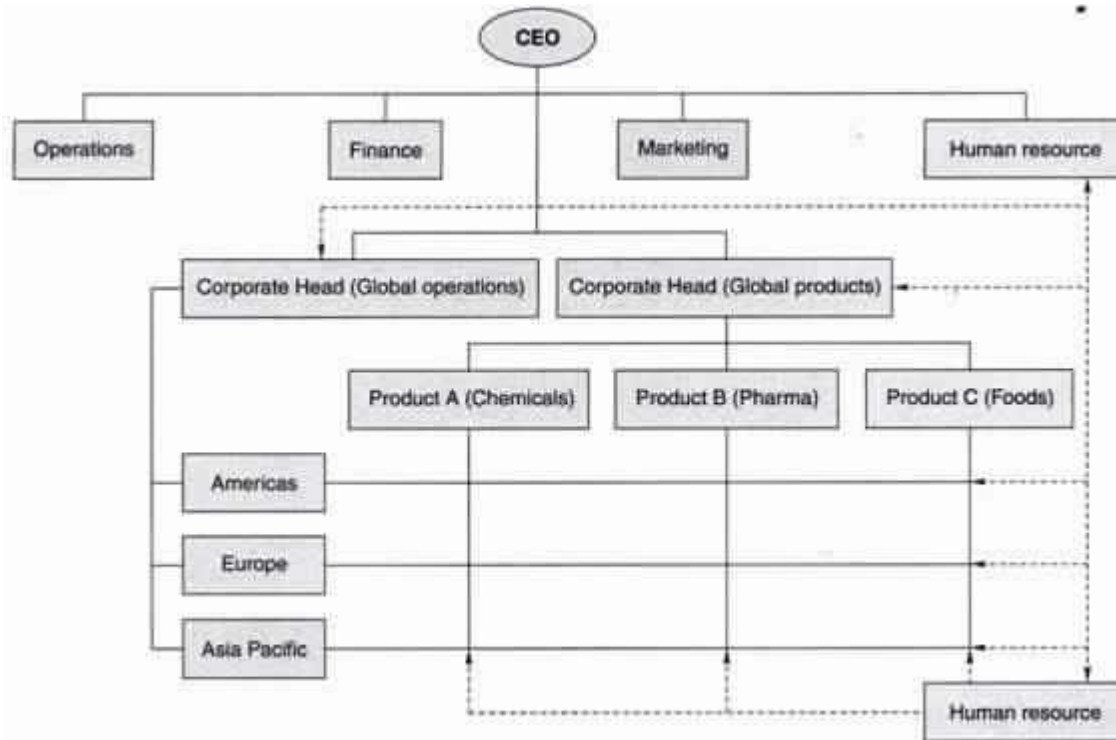 CEO
Operations
Finance
Marketing
Human resource
Corporate Head (Global operations)
Corporate Head (Global products)
Product A (Chemicals)
Product B (Pharma)
Product C (Foods)
Americas
Europe
Asia Pacific
Human resource